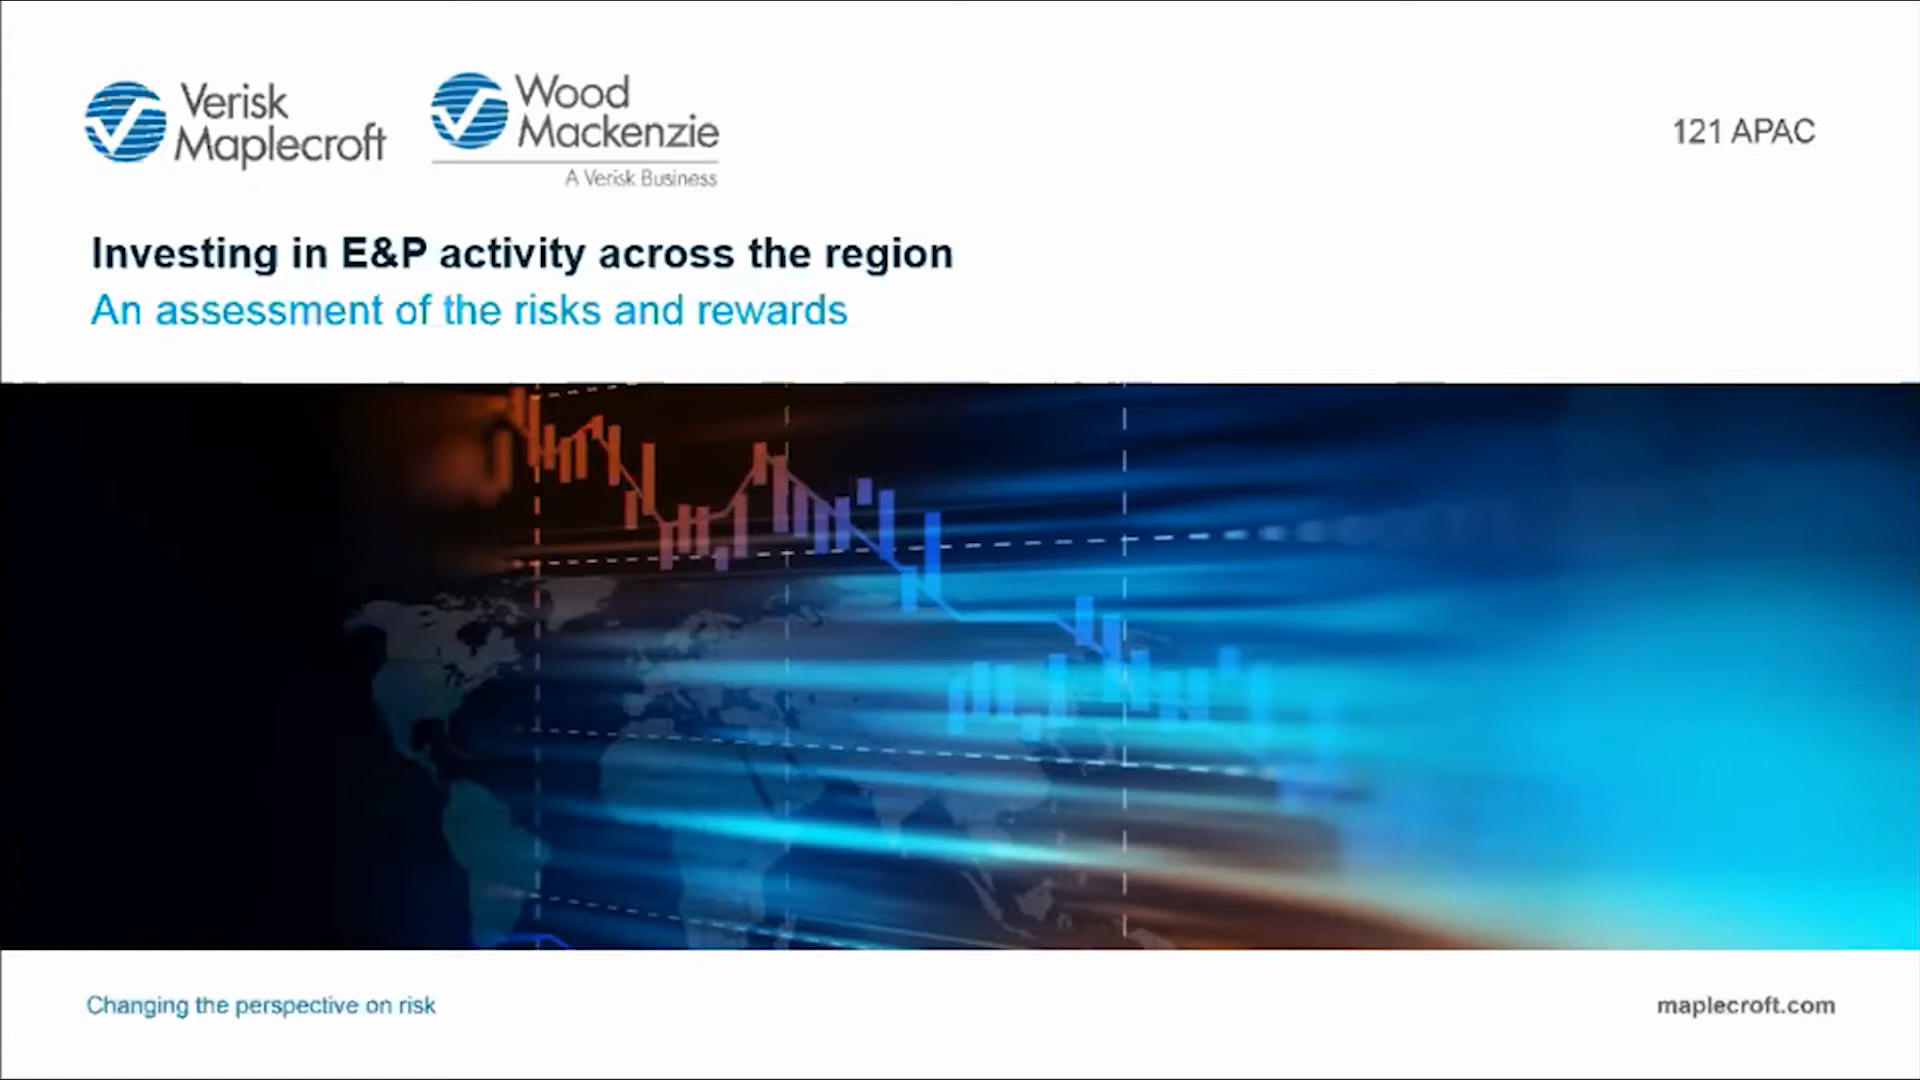 Verisk
Maplecroft
Wood
Mackenzie
A Verisk Business
121 APAC
Investing in E&P activity across the region
An assessment of the risks and rewards
Changing the perspective on risk
maplecroft.com